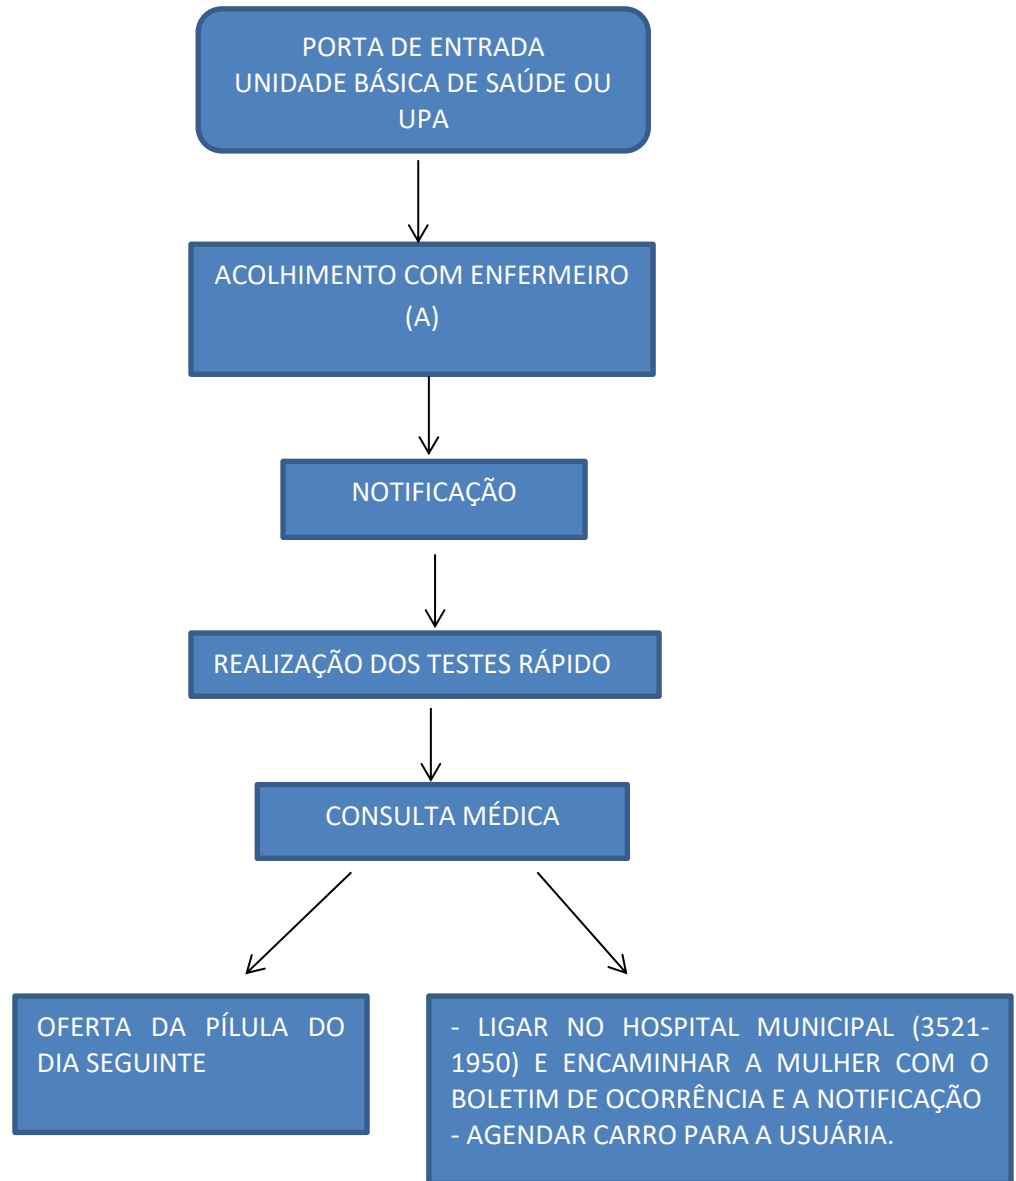 PORTA DE ENTRADA
UNIDADE BÁSICA DE SAÚDE OU
UPA
ACOLHIMENTO COM ENFERMEIRO
(A)
NOTIFICAÇÃO
REALIZAÇÃO DOS TESTES RÁPIDO
CONSULTA MÉDICA
OFERTA DA PÍLULA DO
DIA SEGUINTE
- LIGAR NO HOSPITAL MUNICIPAL (3521-
1950) E ENCAMINHAR A MULHER COM O
BOLETIM DE OCORRÊNCIA E A NOTIFICAÇÃO
- AGENDAR CARRO PARA A USUÁRIA.